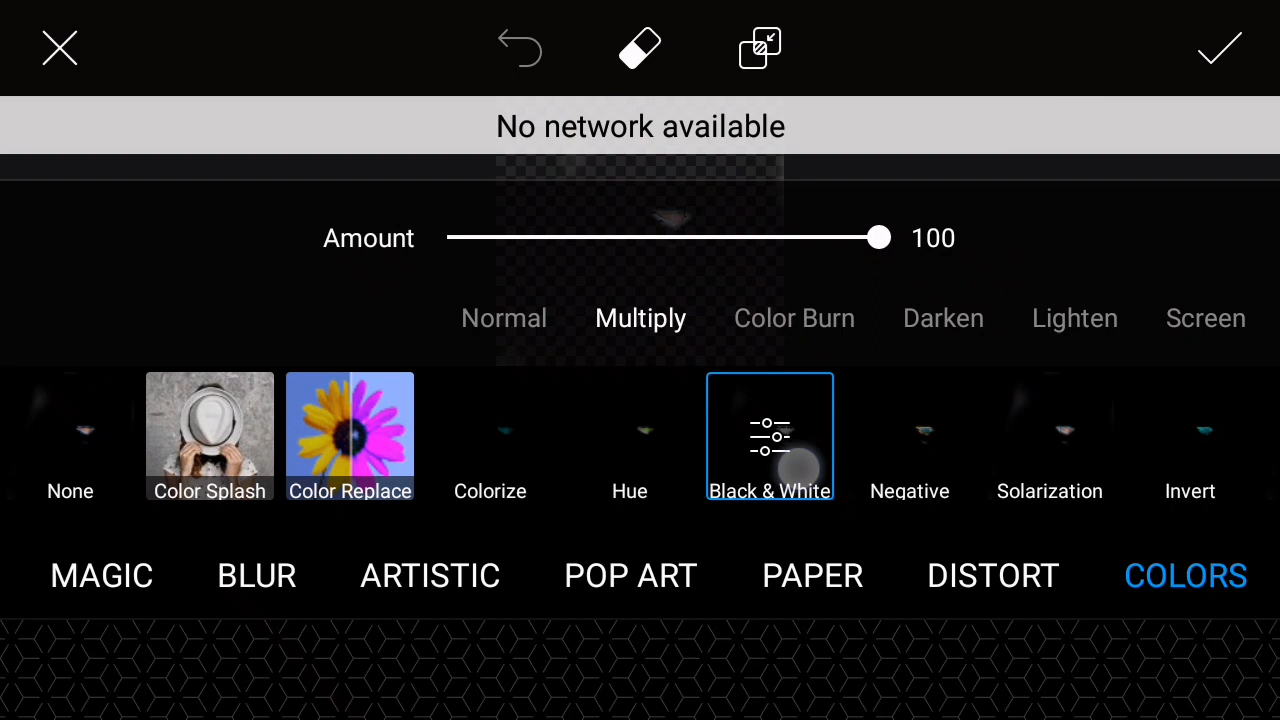 No network available
Amount 100
Normal Multiply Color Burn Darken Lighten Screen
None Color Splash Color Replace Colorize Hue Black & White Negative Solarization Invert
MAGIC BLUR ARTISTIC POP ART PAPER DISTORT COLORS